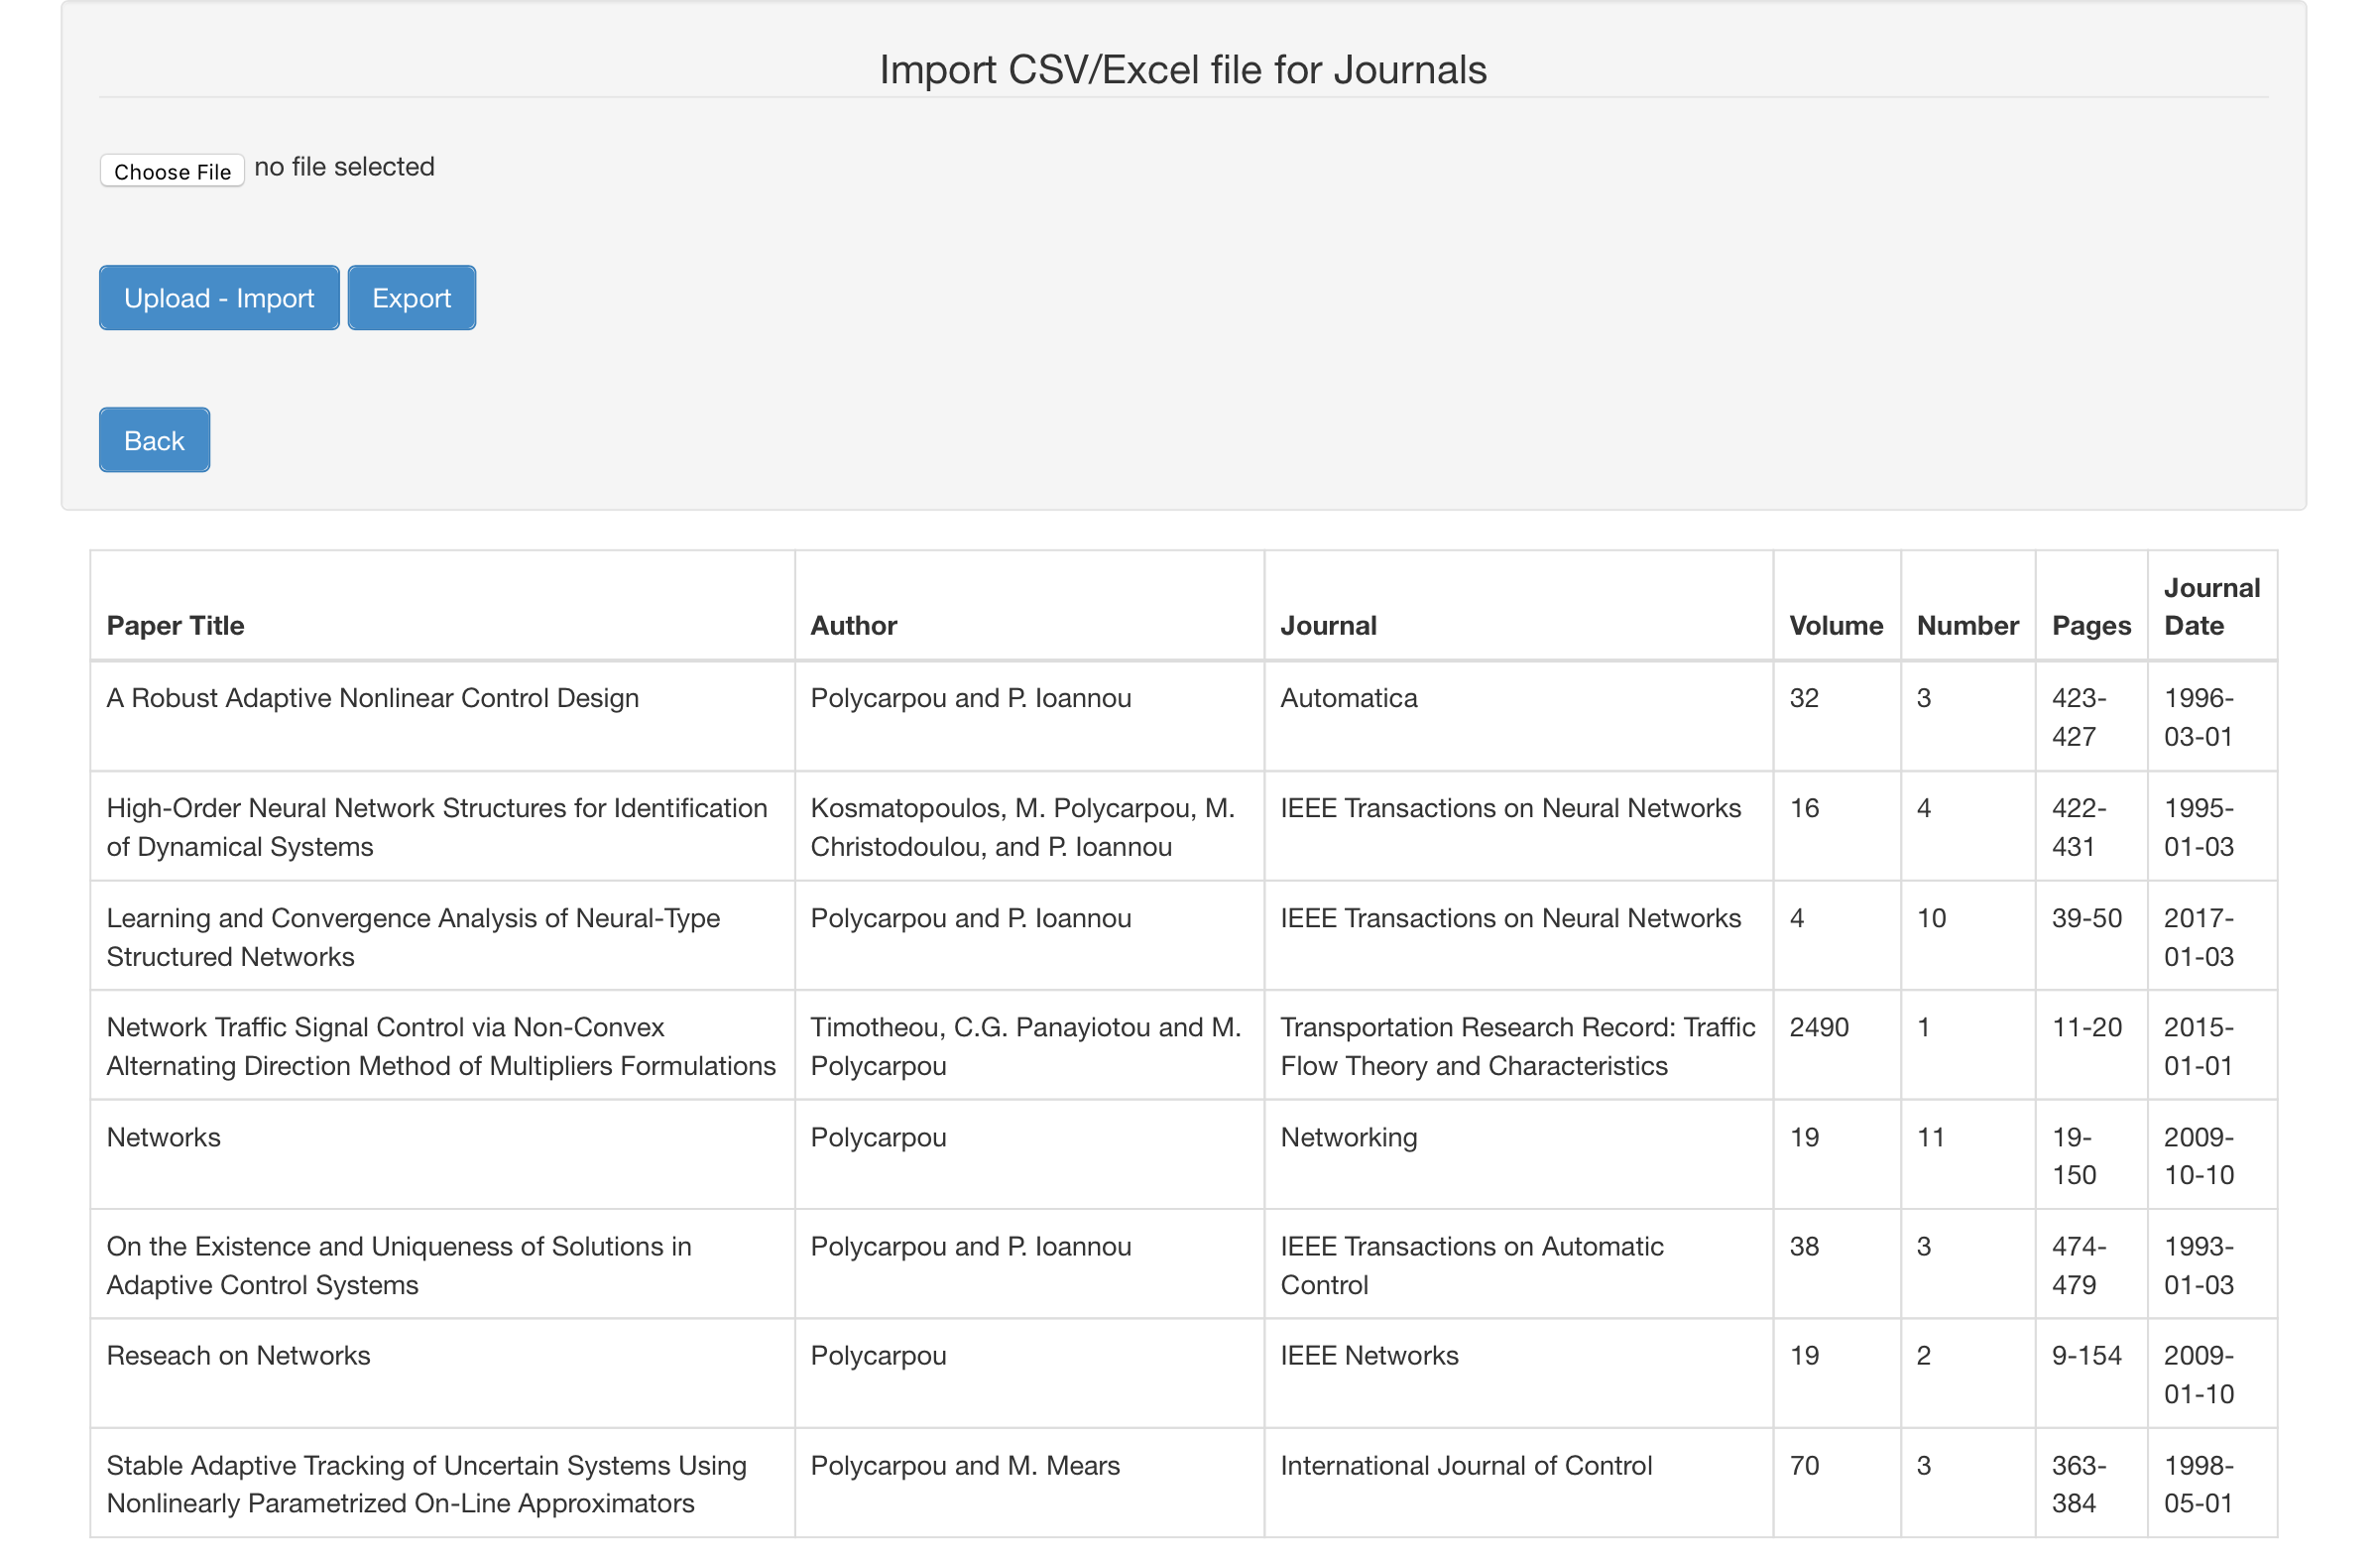 Import CSV/Excel file for Journals
Choose File no file selected
Upload - Import Export
Back
Paper Title Author Journal Volume Number Pages Journal Date
A Robust Adaptive Nonlinear Control Design Polycarpou and P. Ioannou Automatica 32 3 423- 1996-
427 03-01
High-Order Neural Network Structures for Identification Kosmatopoulos, M. Polycarpou, M. IEEE Transactions on Neural Networks 16 4 422- 1995-
of Dynamical Systems Christodoulou, and P. Ioannou 431 01-03
Learning and Convergence Analysis of Neural-Type Polycarpou and P. Ioannou IEEE Transactions on Neural Networks 4 10 39-50 2017-
Structured Networks 01-03
Network Traffic Signal Control via Non-Convex Timotheou, C.G. Panayiotou and M. Transportation Research Record: Traffic 2490 1 11-20 2015-
Alternating Direction Method of Multipliers Formulations Polycarpou Flow Theory and Characteristics 01-01
Networks Polycarpou Networking 19 11 19- 2009-
150 10-10
On the Existence and Uniqueness of Solutions in Polycarpou and P. Ioannou IEEE Transactions on Automatic 38 3 474- 1993-
Adaptive Control Systems Control 479 01-03
Reseach on Networks Polycarpou IEEE Networks 19 2 9-154 2009-
01-10
Stable Adaptive Tracking of Uncertain Systems Using Polycarpou and M. Mears International Journal of Control 70 3 363- 1998-
Nonlinearly Parametrized On-Line Approximators 384 05-01